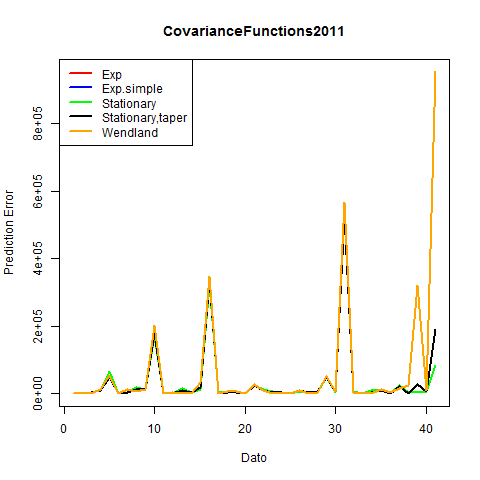 CovarianceFunctions2011
Exp
Exp.simple
Stationary
Stationary,taper
Wendland
Prediction Error
8e+05
6e+05
4e+05
2e+05
0e+00
0 10 20 30 40
Dato